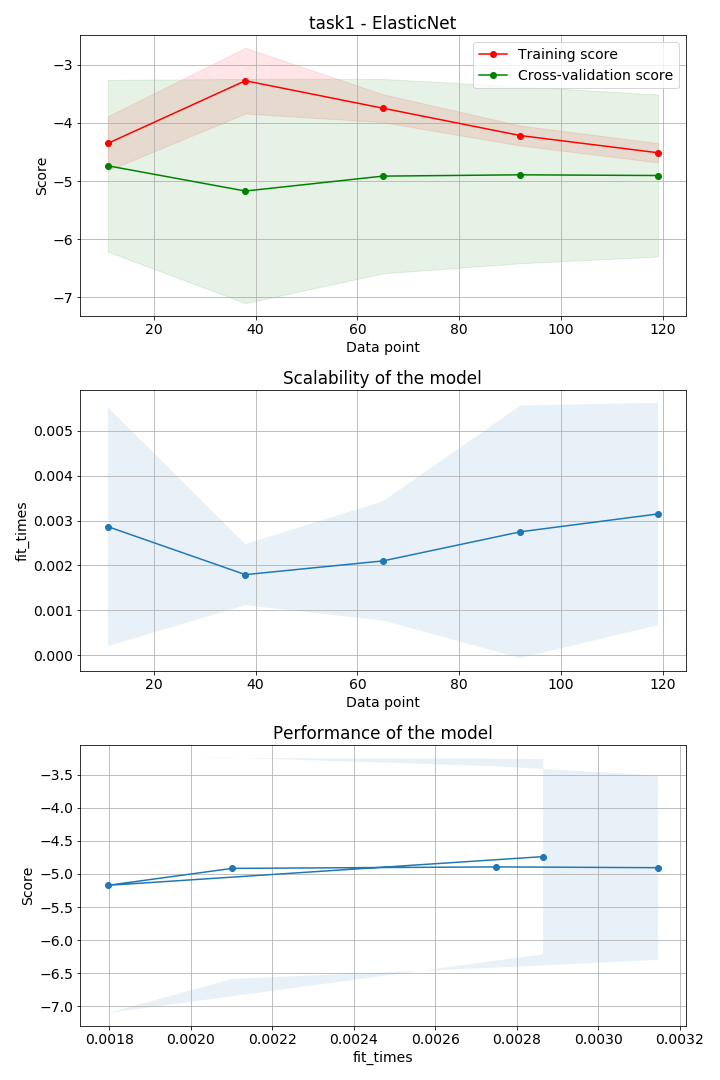 task1 - ElasticNet
Training score
Cross-validation score
−3
−4
−5
−6
−7
Score
20 40 60 80 100 120
Data point
Scalability of the model
0.005
0.004
0.003
0.002
0.001
0.000
fit_times
20 40 60 80 100 120
Data point
Performance of the model
−3.5
−4.0
−4.5
−5.0
−5.5
−6.0
−6.5
−7.0
Score
0.0018 0.0020 0.0022 0.0024 0.0026 0.0028 0.0030 0.0032
fit_times